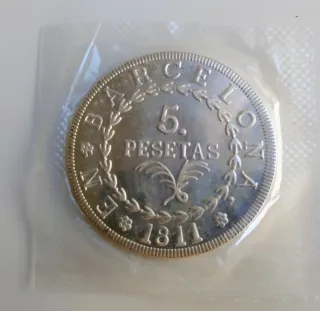 EN BARCELONA.
5.
PESETAS
1811